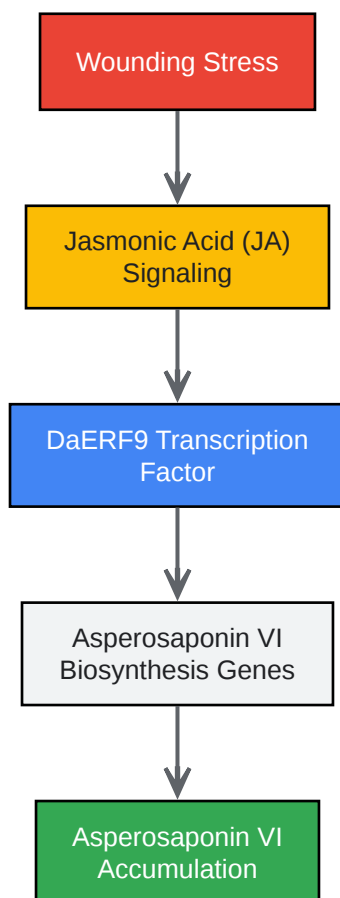 Wounding Stress
Jasmonic Acid (JA)
Signaling
DaERF9 Transcription
Factor
Asperosaponin VI
Biosynthesis Genes
Asperosaponin VI
Accumulation